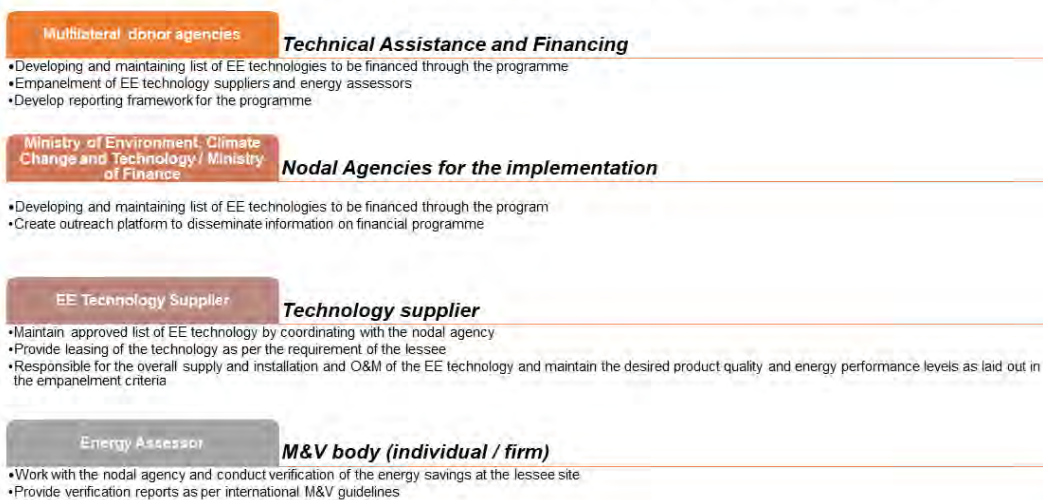 Multilateral donor agencies
Technical Assistance and Financing
•Developing and maintaining list of EE technologies to be financed through the programme
•Empanelment of EE technology suppliers and energy assessors
•Develop reporting framework for the programme
Ministry of Environment, Climate
Change and Technology / Ministry
of Finance
Nodal Agencies for the implementation
•Developing and maintaining list of EE technologies to be financed through the program
•Create outreach platform to disseminate information on financial programme
EE Technology Supplier
Technology supplier
•Maintain approved list of EE technology by coordinating with the nodal agency
•Provide leasing of the technology as per the requirement of the lessee
•Responsible for the overall supply and installation and O&M of the EE technology and maintain the desired product quality and energy performance levels as laid out in
the empanelment criteria
Energy Assessor
M&V body (individual / firm)
•Work with the nodal agency and conduct verification of the energy savings at the lessee site
•Provide verification reports as per international M&V guidelines